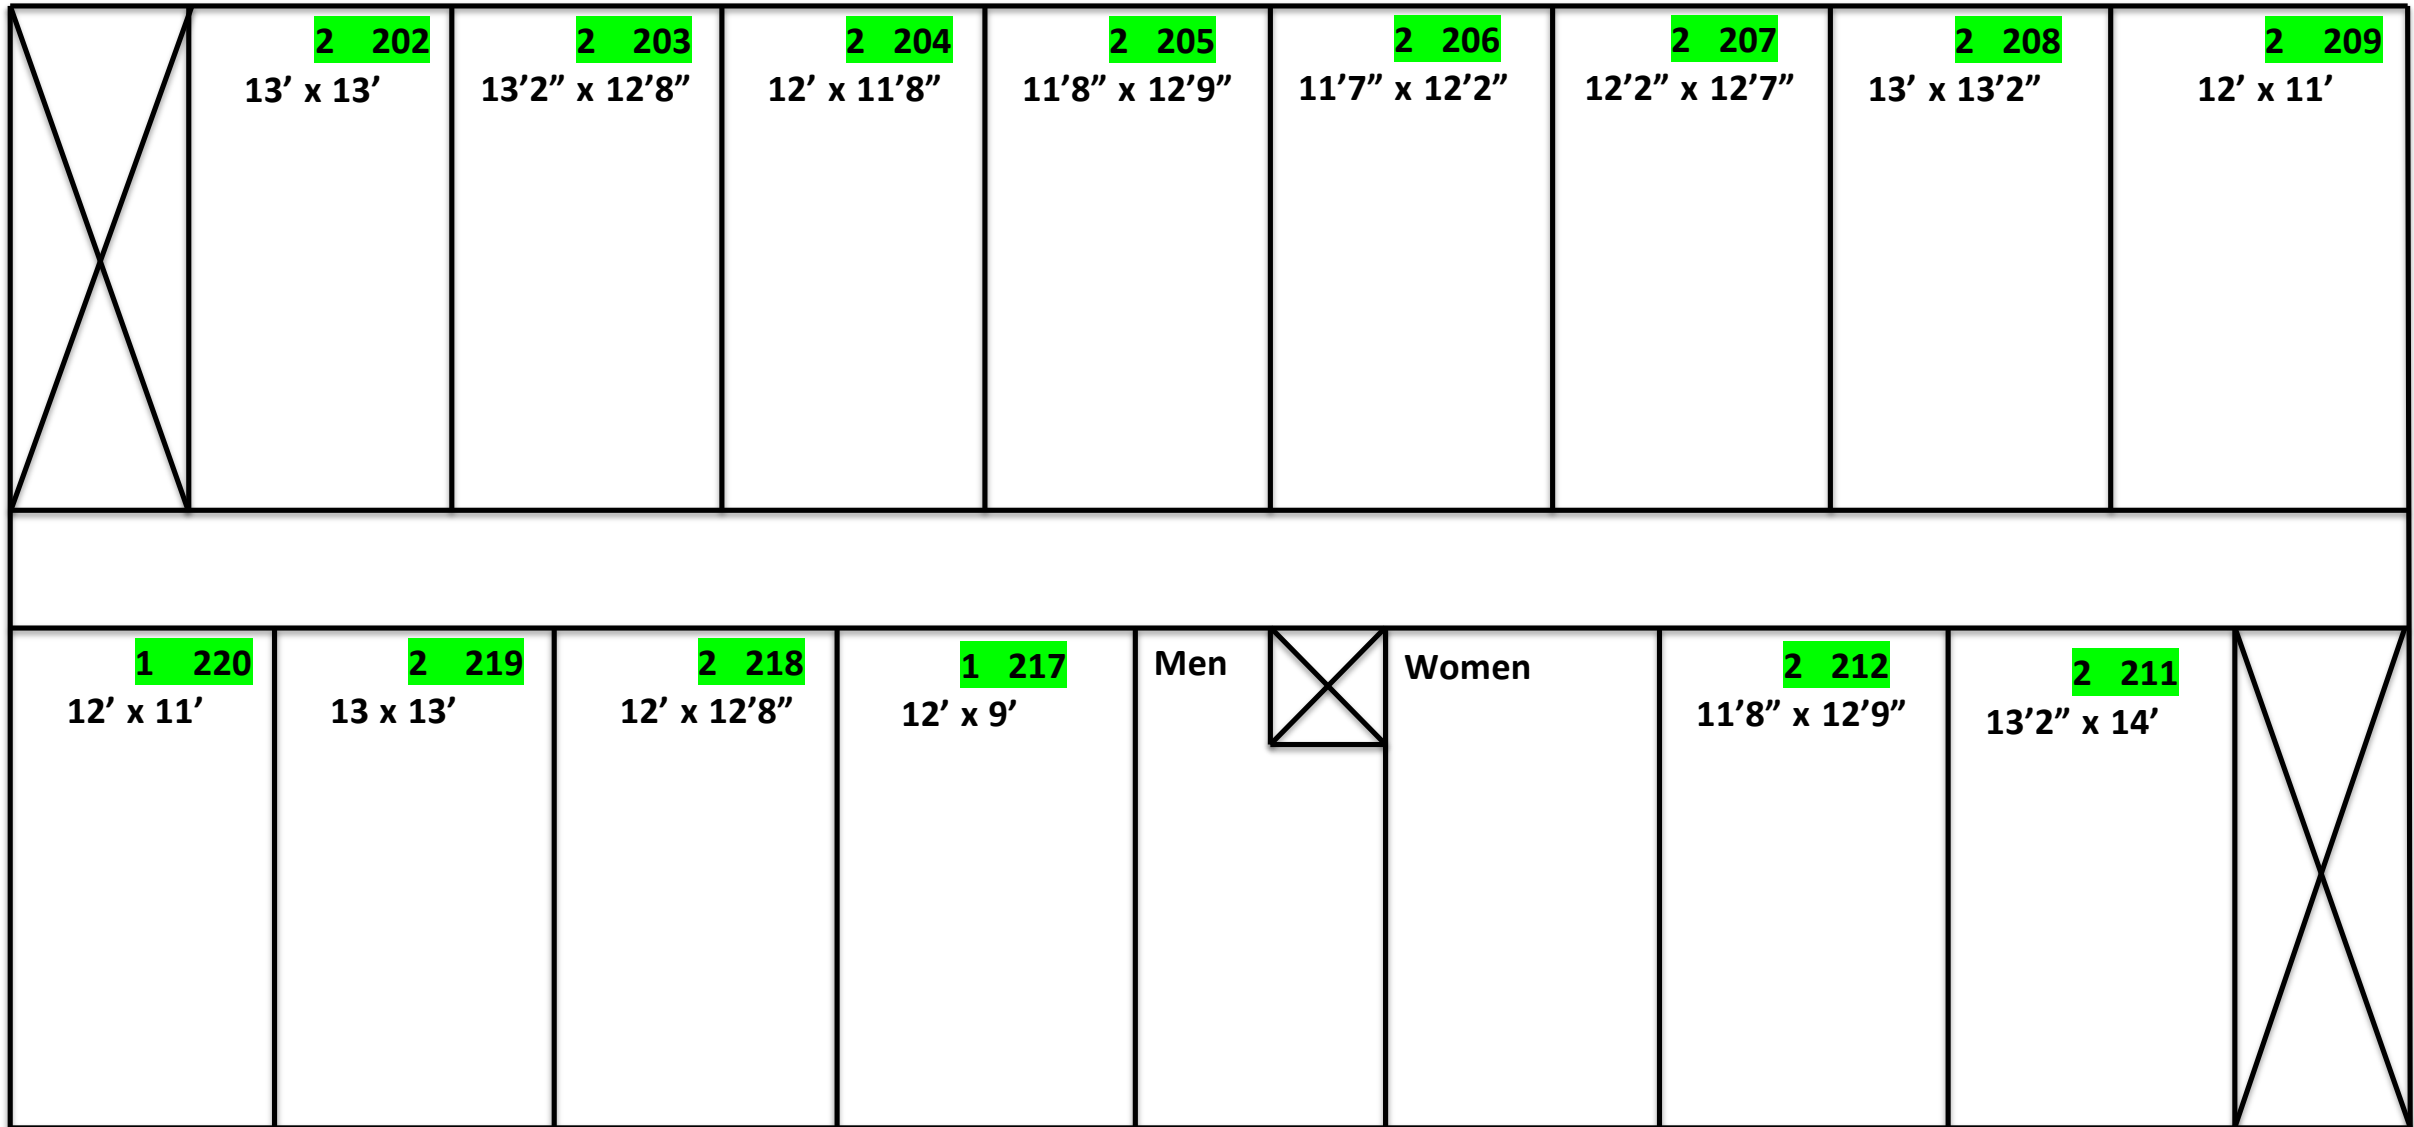 2 202
13’ x 13’
2 203
13’2” x 12’8”
2 204
12’ x 11’8”
2 205
11’8” x 12’9”
2 206
11’7” x 12’2”
2 207
12’2” x 12’7”
2 208
13’ x 13’2”
2 209
12’ x 11’
1 220
12’ x 11’
2 219
13 x 13’
2 218
12’ x 12’8”
1 217
12’ x 9’
Men
Women
2 212
11’8” x 12’9”
2 211
13’2” x 14’